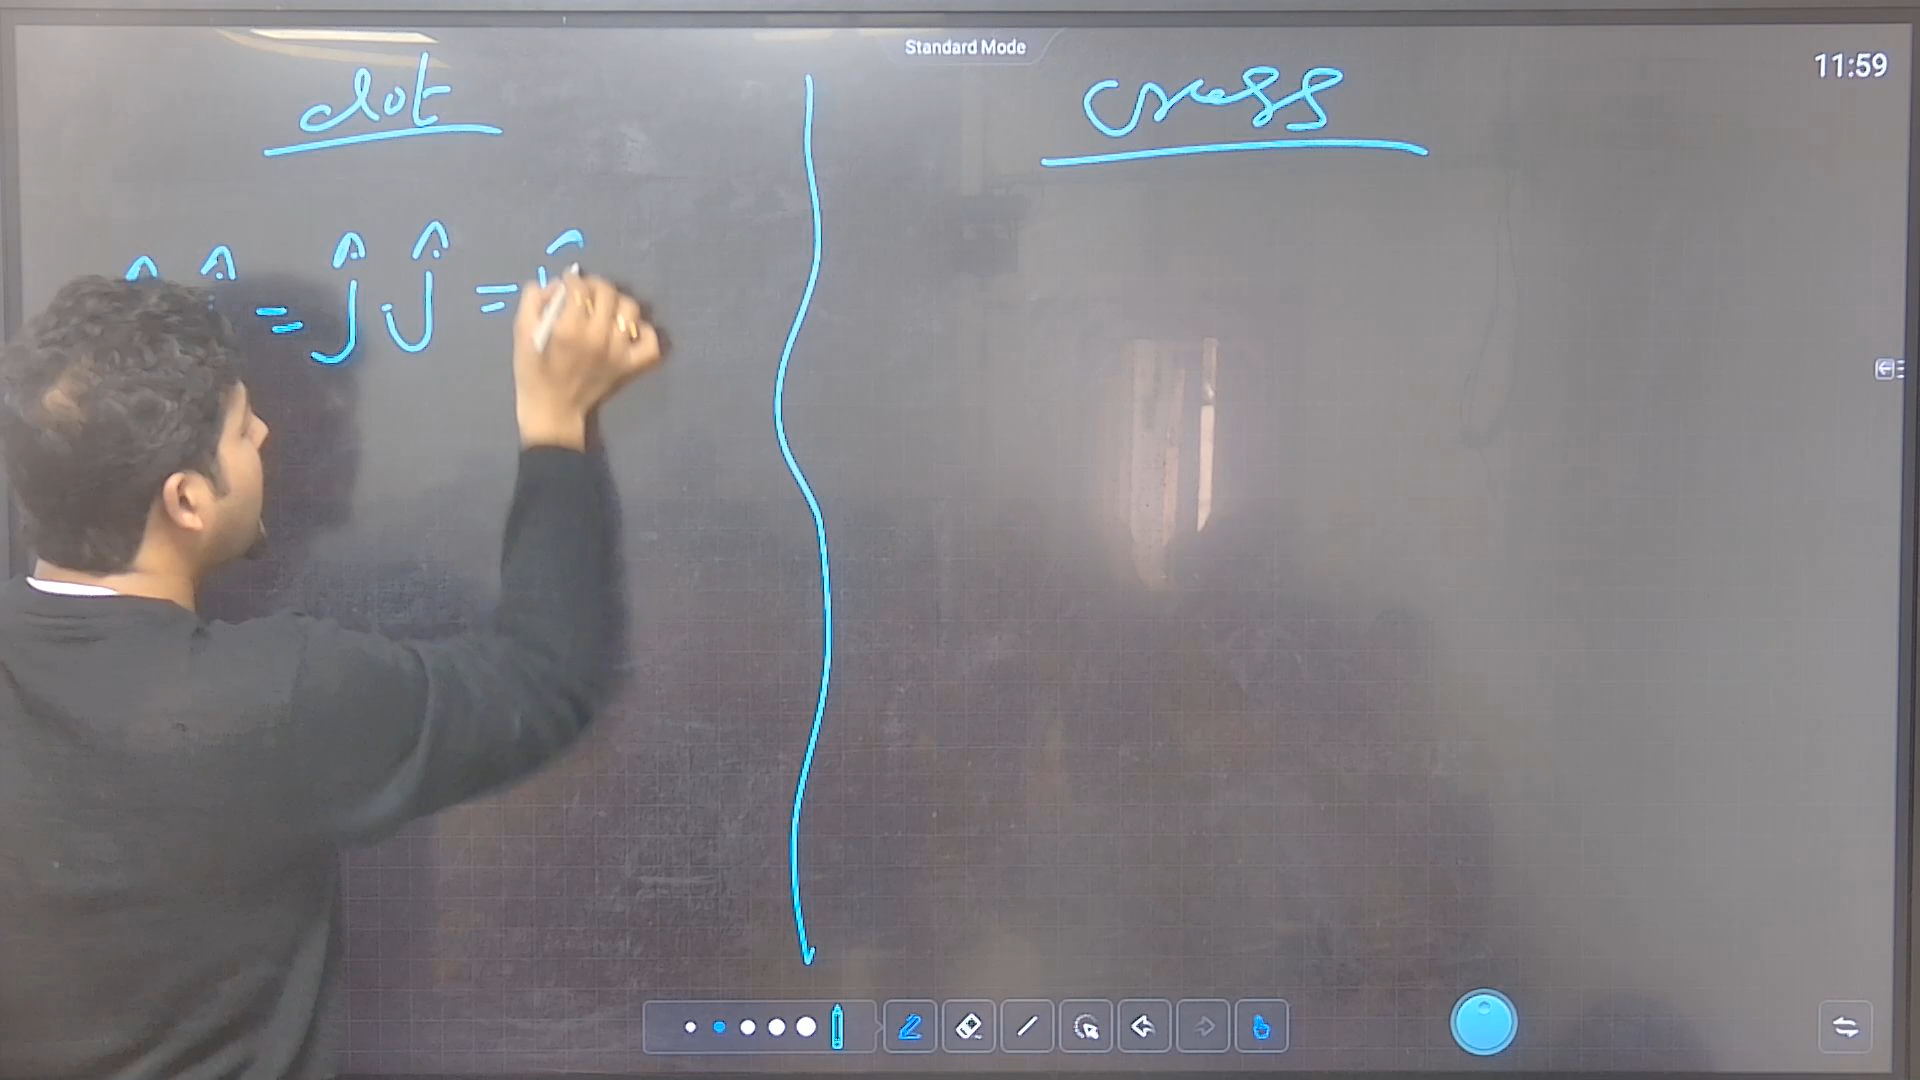 Standard Mode
11:59
dot
cross
î = ĵ . ĵ =